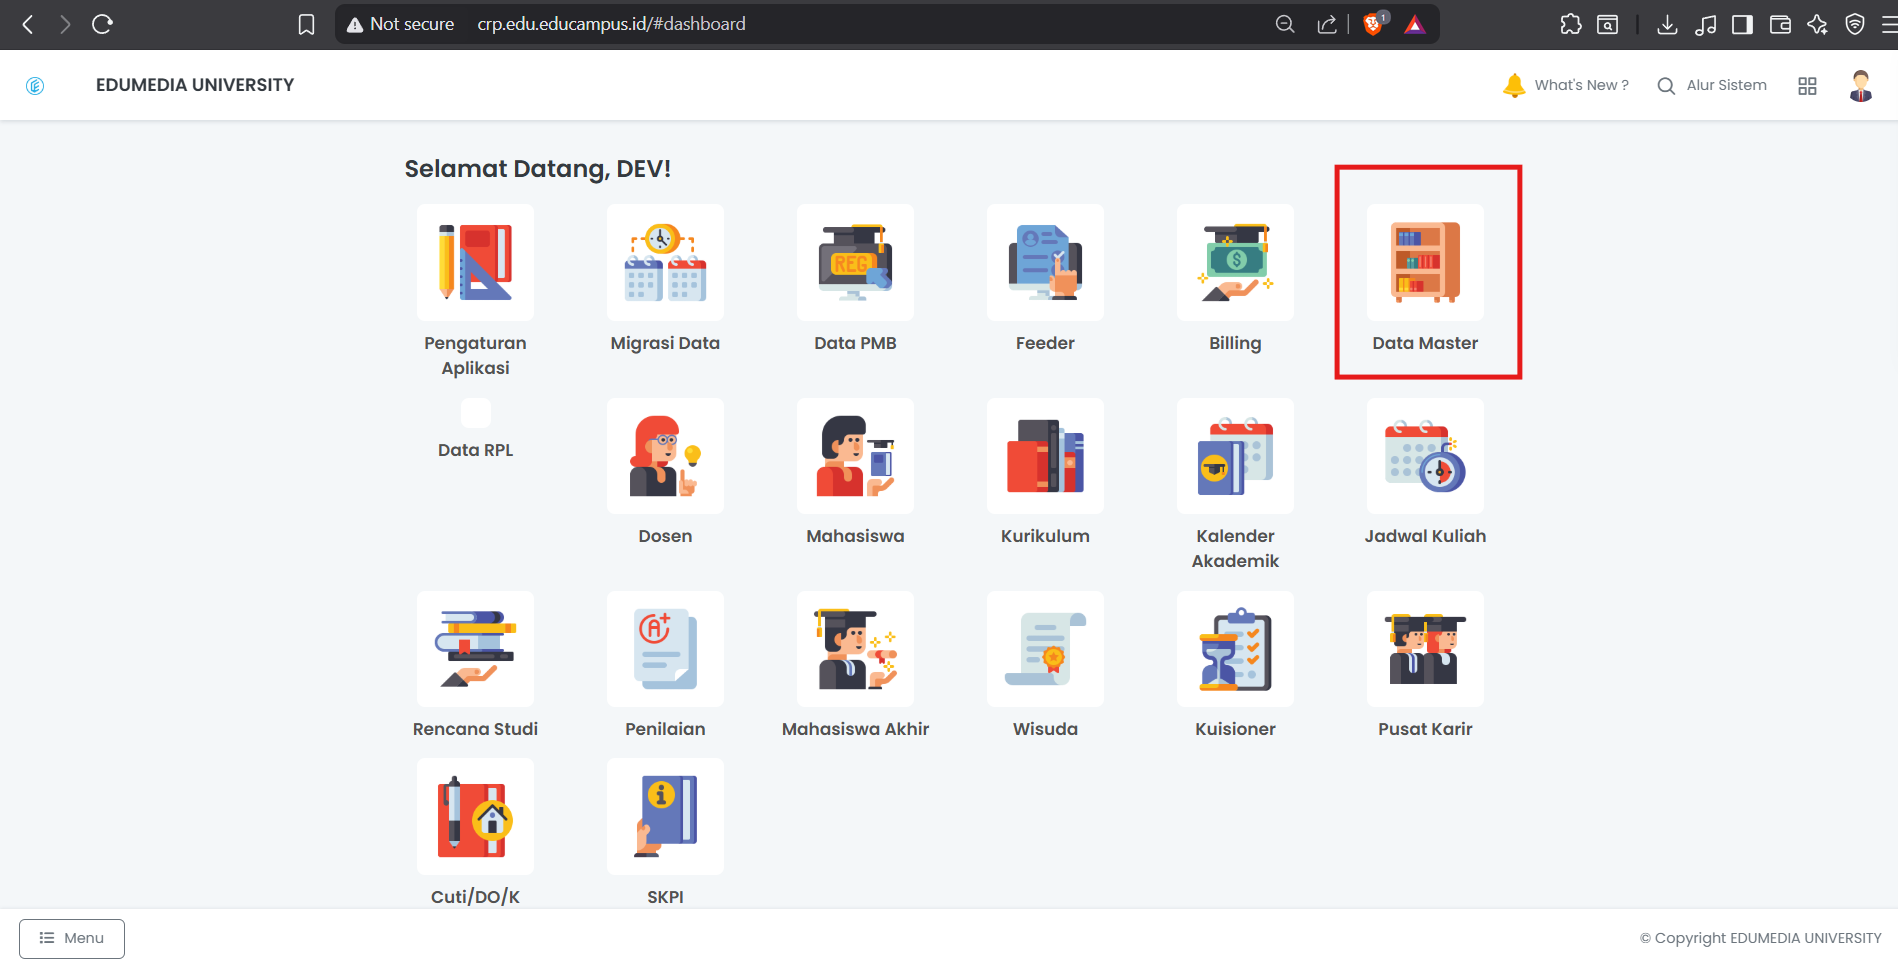 Not secure crp.edu.educampus.id/#dashboard
1
EDUMEDIA UNIVERSITY
What's New ?
Alur Sistem
Selamat Datang, DEV!
REG
Pengaturan
Aplikasi
Migrasi Data
Data PMB
Feeder
Billing
Data Master
Data RPL
Dosen
Mahasiswa
Kurikulum
Kalender
Akademik
Jadwal Kuliah
A+
Rencana Studi
Penilaian
Mahasiswa Akhir
Wisuda
Kuisioner
Pusat Karir
Cuti/DO/K
SKPI
Menu
© Copyright EDUMEDIA UNIVERSITY